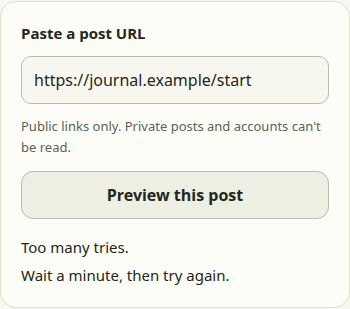 Paste a post URL
https://journal.example/start
Public links only. Private posts and accounts can't
be read.
Preview this post
Too many tries.
Wait a minute, then try again.